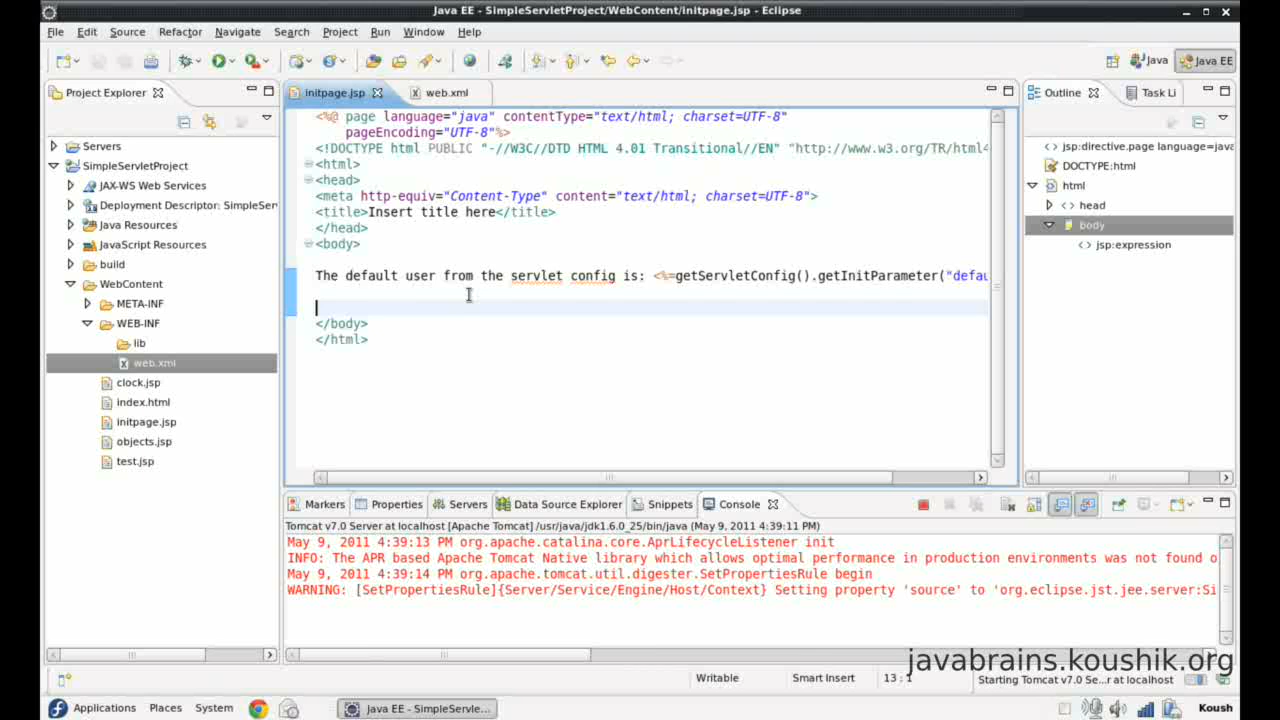 Java EE - SimpleServletProject/WebContent/initpage.jsp - Eclipse
File Edit Source Refactor Navigate Search Project Run Window Help
Java Java EE
Project Explorer
initpage.jsp web.xml
Outline Task Li
Servers
SimpleServletProject
JAX-WS Web Services
Deployment Descriptor: SimpleSer
Java Resources
JavaScript Resources
build
WebContent
META-INF
WEB-INF
lib
web.xml
clock.jsp
index.html
initpage.jsp
objects.jsp
test.jsp
<%@ page language="java" contentType="text/html; charset=UTF-8"
pageEncoding="UTF-8"%>
<!DOCTYPE html PUBLIC "-//W3C//DTD HTML 4.01 Transitional//EN" "http://www.w3.org/TR/html4
<html>
<head>
<meta http-equiv="Content-Type" content="text/html; charset=UTF-8">
<title>Insert title here</title>
</head>
<body>
The default user from the servlet config is: <%=getServletConfig().getInitParameter("defau
</body>
</html>
jsp:directive.page language=java
DOCTYPE:html
html
head
body
jsp:expression
Markers Properties Servers Data Source Explorer Snippets Console
Tomcat v7.0 Server at localhost [Apache Tomcat] /usr/java/jdk1.6.0_25/bin/java (May 9, 2011 4:39:11 PM)
May 9, 2011 4:39:13 PM org.apache.catalina.core.AprLifecycleListener init
INFO: The APR based Apache Tomcat Native library which allows optimal performance in production environments was not found o
May 9, 2011 4:39:14 PM org.apache.tomcat.util.digester.SetPropertiesRule begin
WARNING: [SetPropertiesRule]{Server/Service/Engine/Host/Context} Setting property 'source' to 'org.eclipse.jst.jee.server:Si
javabrains.koushik.org
Writable Smart Insert 13 : 1 Starting Tomcat v7.0 Se...r at localhost
Applications Places System Java EE - SimpleServle... Koush